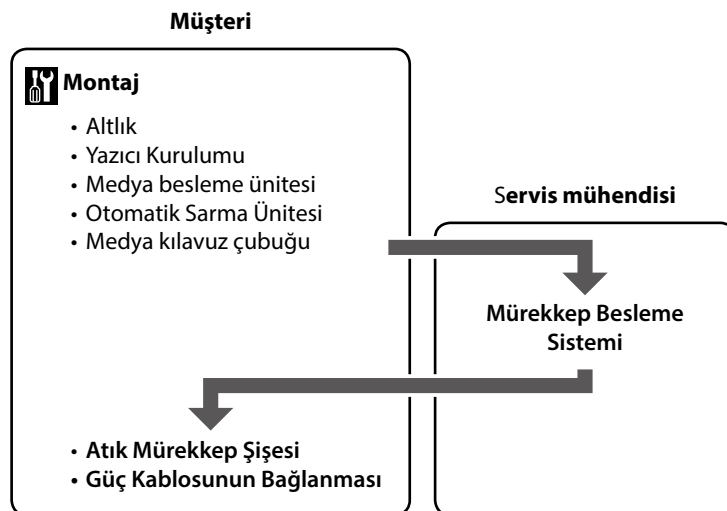 Müşteri
Montaj
• Altlık
• Yazıcı Kurulumu
• Medya besleme ünitesi
• Otomatik Sarma Ünitesi
• Medya kılavuz çubuğu
Servis mühendisi
Mürekkep Besleme
Sistemi
• Atık Mürekkep Şişesi
• Güç Kablosunun Bağlanması